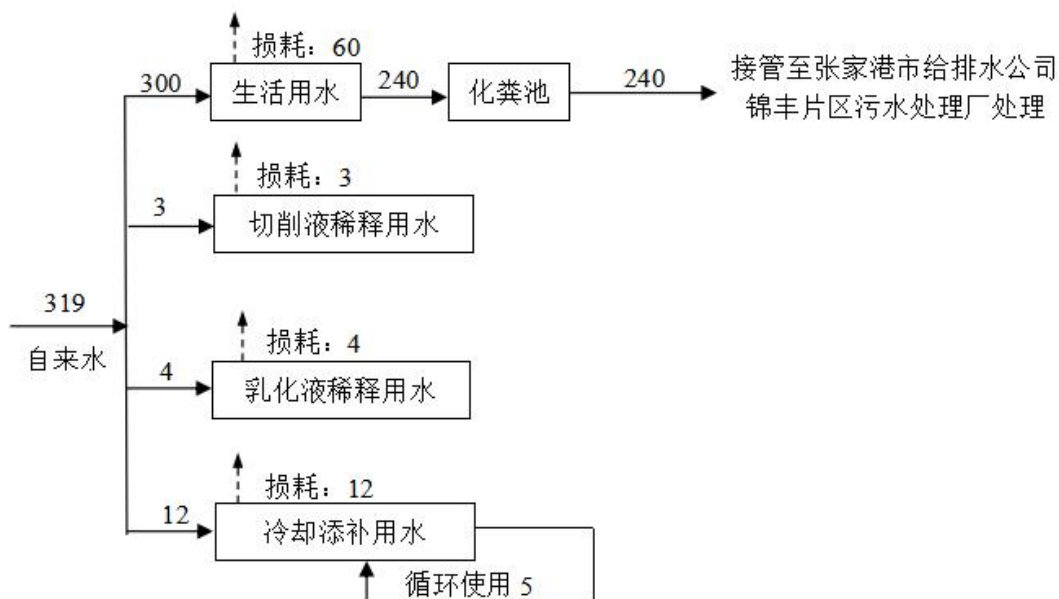 损耗：60
300
生活用水
240
化粪池
240
接管至张家港市给排水公司
锦丰片区污水处理厂处理
损耗：3
3
切削液稀释用水
319
自来水
损耗：4
4
乳化液稀释用水
损耗：12
12
冷却添补用水
循环使用 5